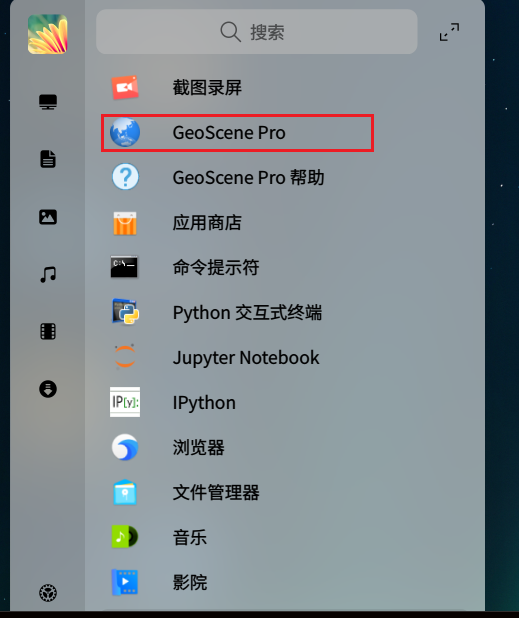 搜索
截图录屏
GeoScene Pro
GeoScene Pro 帮助
应用商店
C:\_
命令提示符
Python 交互式终端
Jupyter Notebook
IP[y]:
IPython
浏览器
文件管理器
音乐
影院